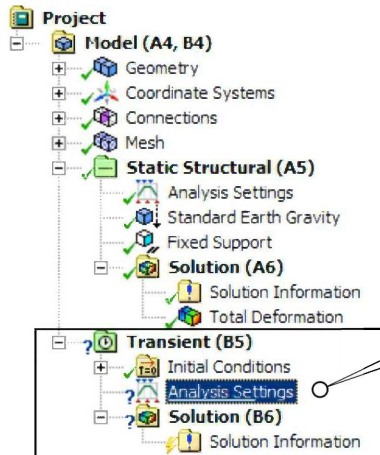 Project
Model (A4, B4)
Geometry
Coordinate Systems
Connections
Mesh
Static Structural (A5)
Analysis Settings
Standard Earth Gravity
Fixed Support
Solution (A6)
Solution Information
Total Deformation
Transient (B5)
T=0 Initial Conditions
Analysis Settings
Solution (B6)
Solution Information